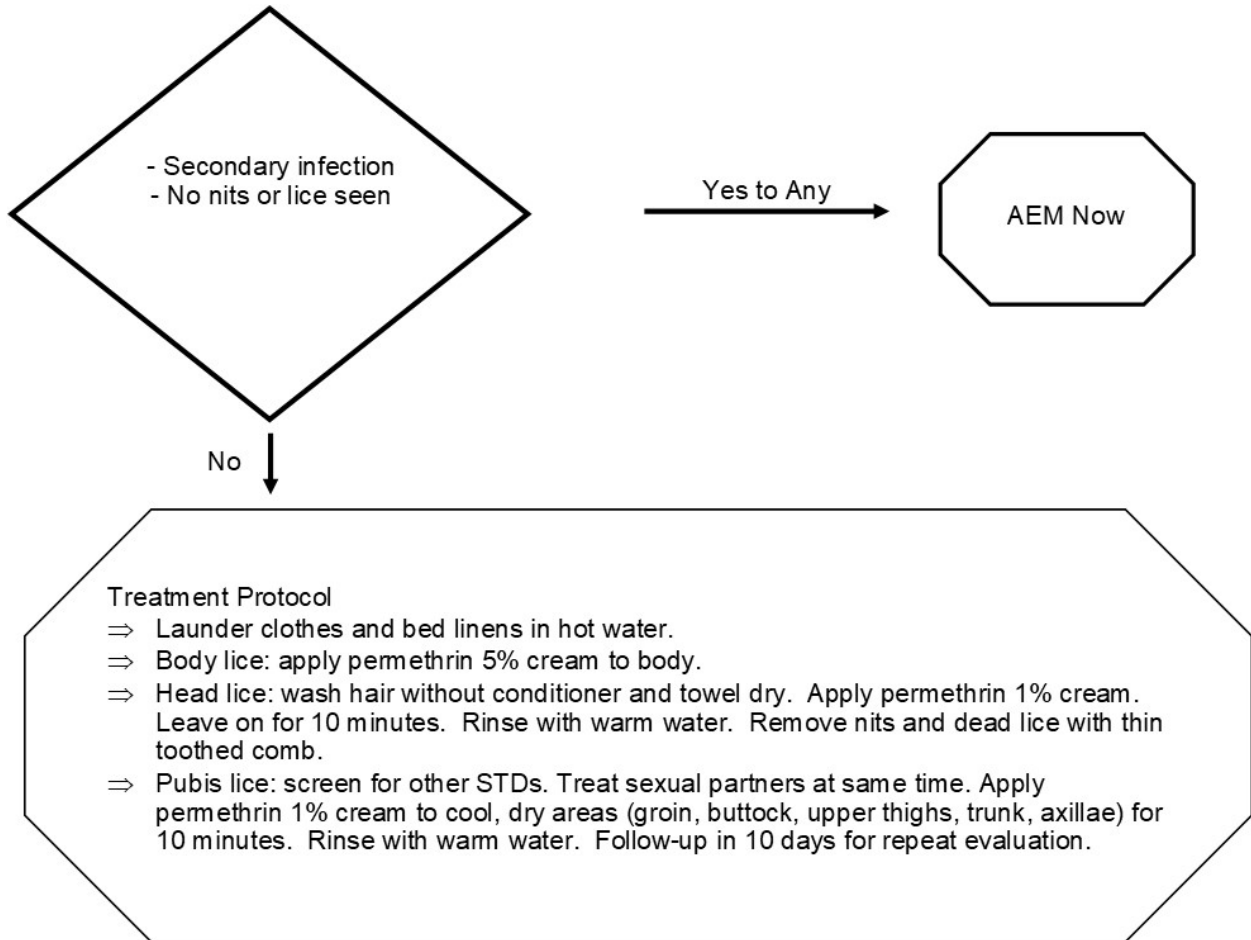 - Secondary infection
- No nits or lice seen
Yes to Any
AEM Now
No
Treatment Protocol
⇒ Launder clothes and bed linens in hot water.
⇒ Body lice: apply permethrin 5% cream to body.
⇒ Head lice: wash hair without conditioner and towel dry.  Apply permethrin 1% cream.
Leave on for 10 minutes.  Rinse with warm water.  Remove nits and dead lice with thin
toothed comb.
⇒ Pubis lice: screen for other STDs. Treat sexual partners at same time. Apply
permethrin 1% cream to cool, dry areas (groin, buttock, upper thighs, trunk, axillae) for
10 minutes.  Rinse with warm water.  Follow-up in 10 days for repeat evaluation.